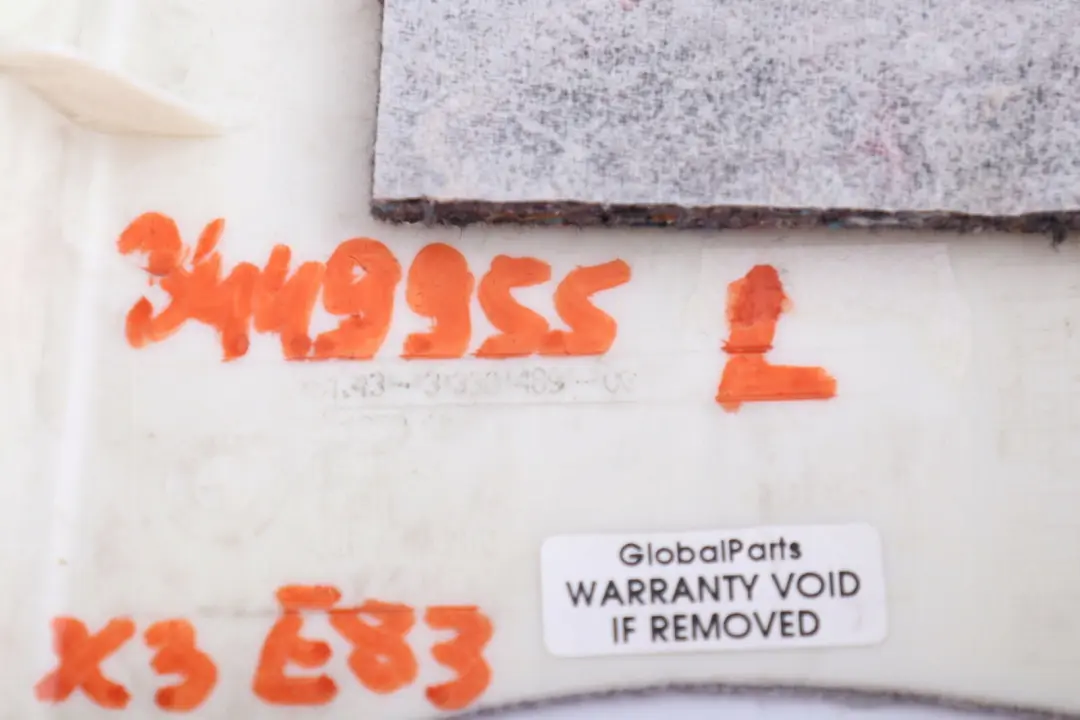 3449955 L
GlobalParts
WARRANTY VOID
IF REMOVED
X3 E83